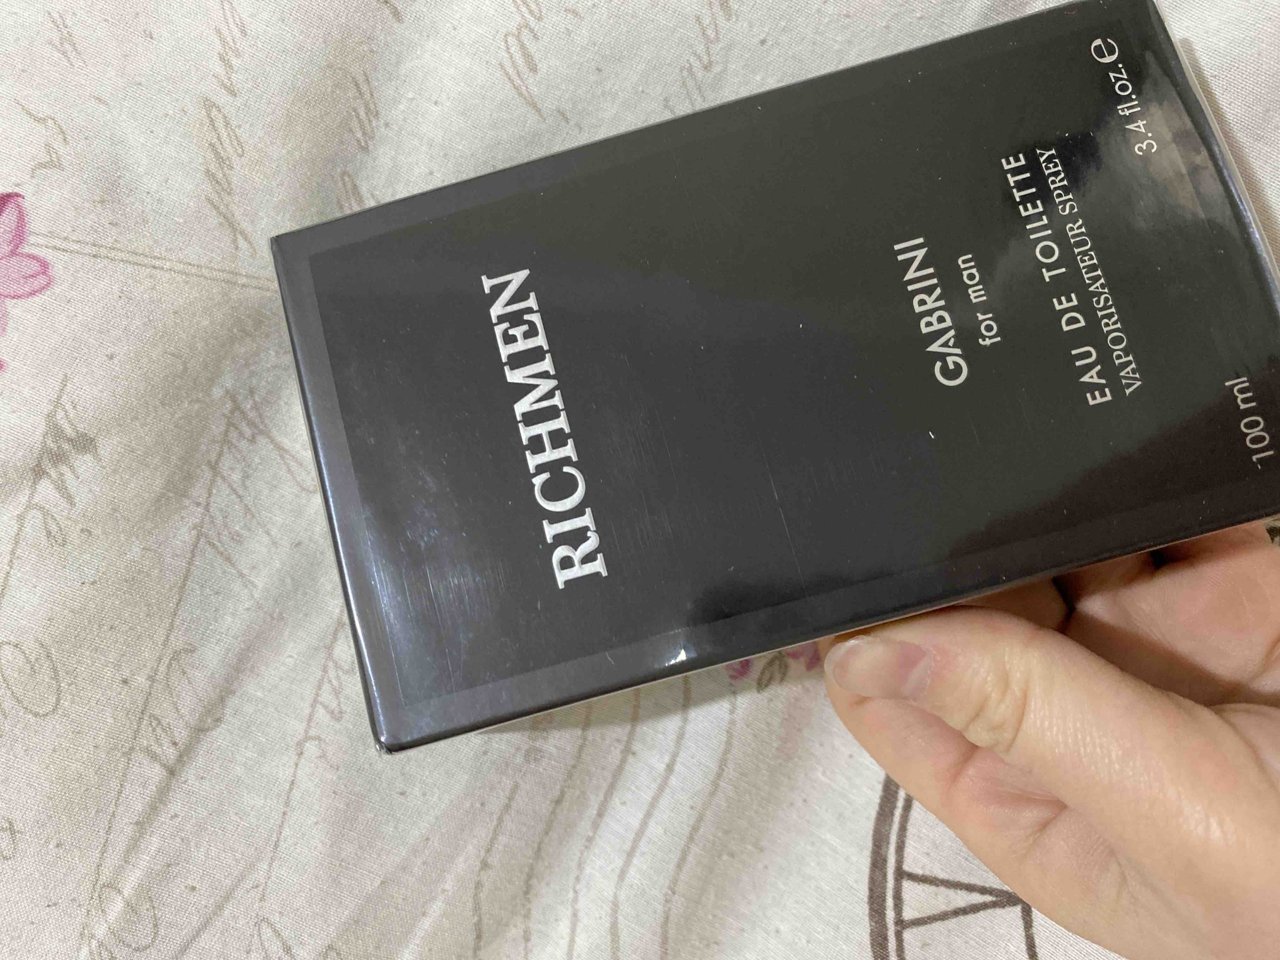 RICHMEN
GABRINI
for man
EAU DE TOILETTE
VAPORISATEUR SPREY
100 ml
3.4 fl.oz.e